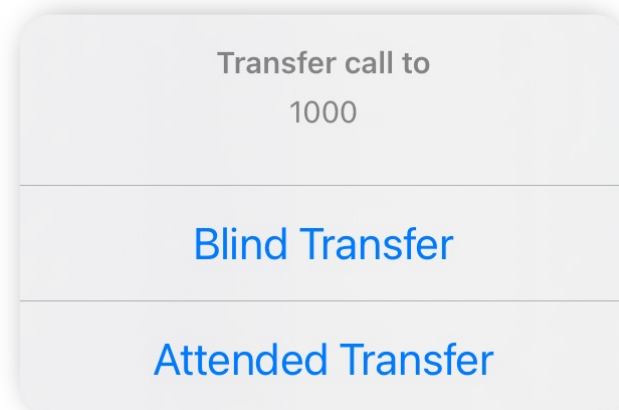 Transfer call to
1000
Blind Transfer
Attended Transfer